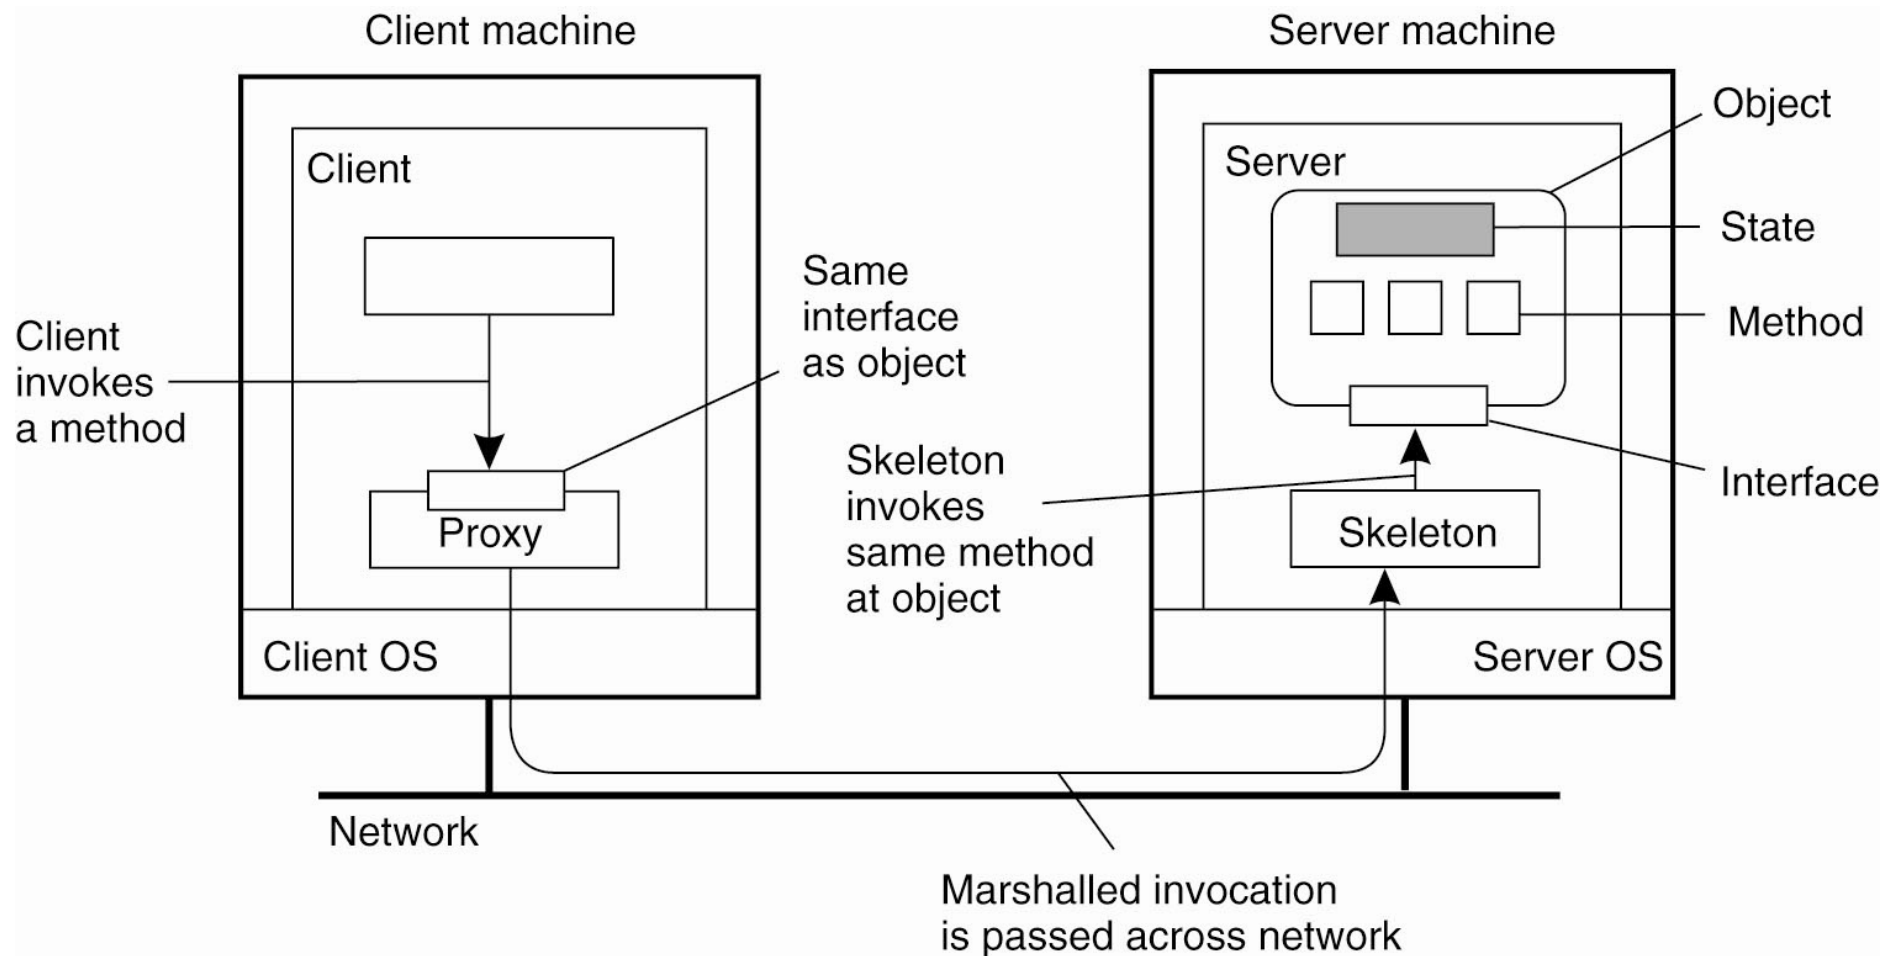 Client machine
Server machine
Object
Client
Server
State
Same
interface
as object
Method
Client
invokes
a method
Skeleton
invokes
same method
at object
Interface
Proxy
Skeleton
Client OS
Server OS
Network
Marshalled invocation
is passed across network